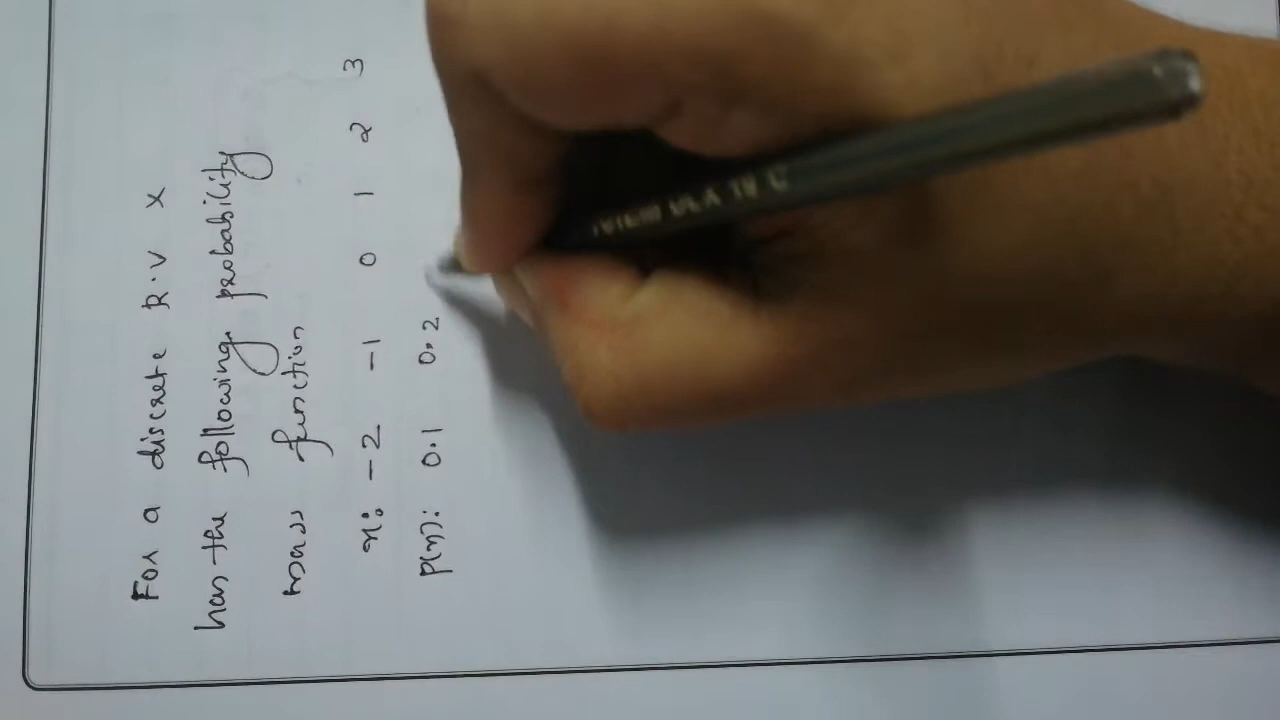 For a discrete R.V X
has the following probability
mass function
x: -2 -1 0 1 2 3
p(x): 0.1 0.2